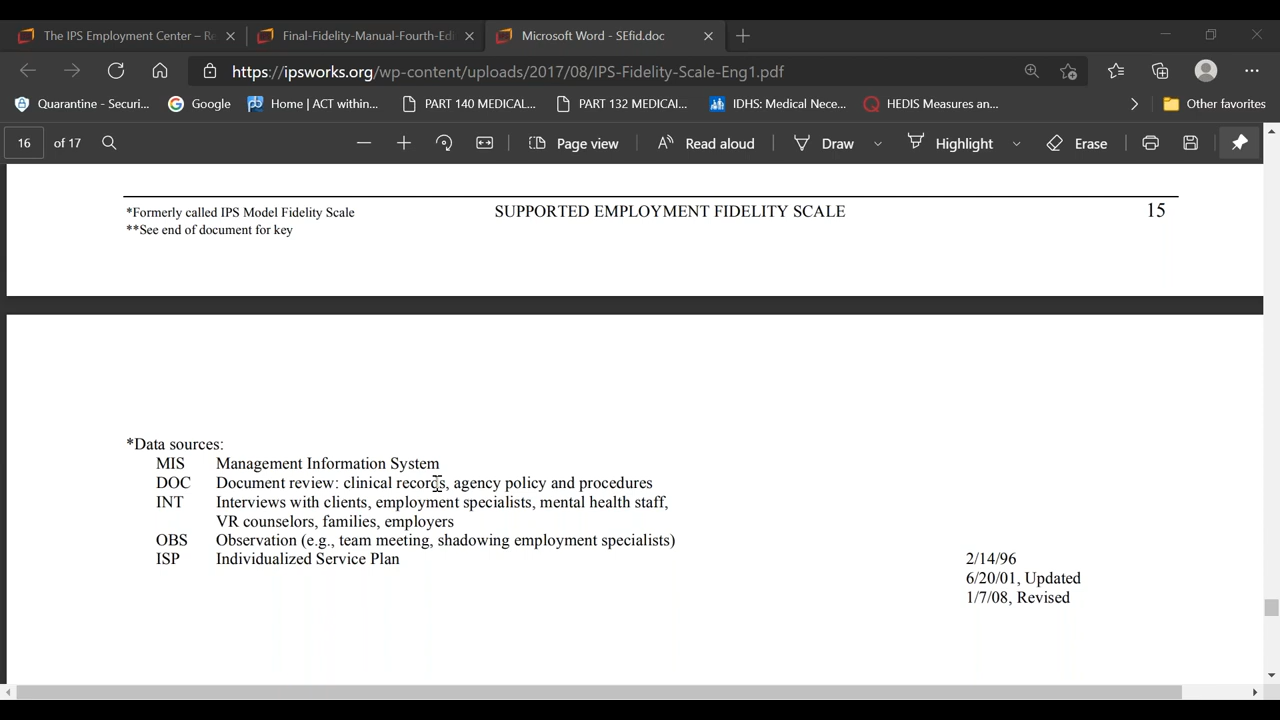 The IPS Employment Center – Re
Final-Fidelity-Manual-Fourth-Edi
Microsoft Word - SEfid.doc
https://ipsworks.org/wp-content/uploads/2017/08/IPS-Fidelity-Scale-Eng1.pdf
Quarantine - Securi...
Google
Home | ACT within...
PART 140 MEDICAL...
PART 132 MEDICAI...
IDHS: Medical Nece...
HEDIS Measures an...
Other favorites
16 of 17
Page view
Read aloud
Draw
Highlight
Erase
*Formerly called IPS Model Fidelity Scale
SUPPORTED EMPLOYMENT FIDELITY SCALE
15
**See end of document for key
*Data sources:
MIS Management Information System
DOC Document review: clinical records, agency policy and procedures
INT Interviews with clients, employment specialists, mental health staff,
VR counselors, families, employers
OBS Observation (e.g., team meeting, shadowing employment specialists)
ISP Individualized Service Plan
2/14/96
6/20/01, Updated
1/7/08, Revised